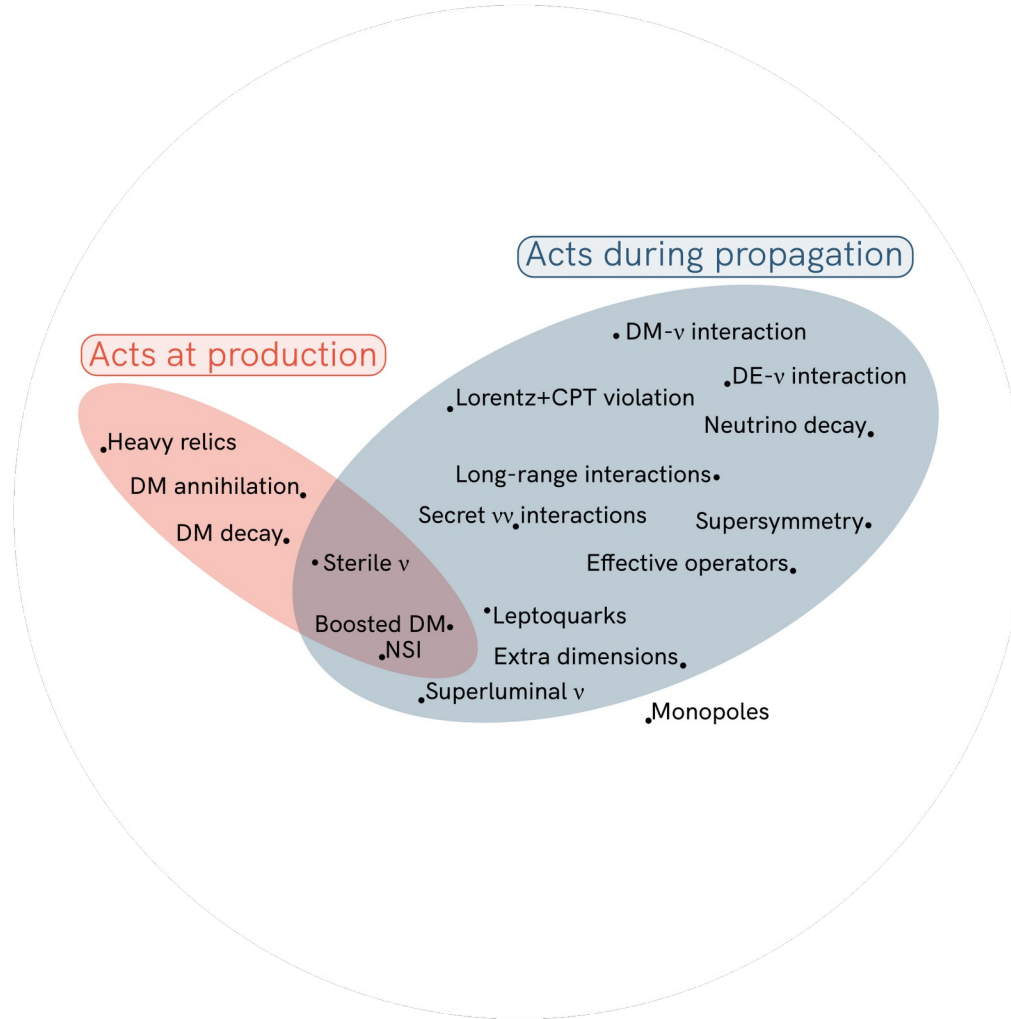 Acts during propagation
DM-ν interaction
Acts at production
DE-ν interaction
Lorentz+CPT violation
Neutrino decay
Heavy relics
Long-range interactions
DM annihilation
Secret νν interactions
Supersymmetry
DM decay
Sterile ν
Effective operators
Leptoquarks
Boosted DM
NSI
Extra dimensions
Superluminal ν
Monopoles